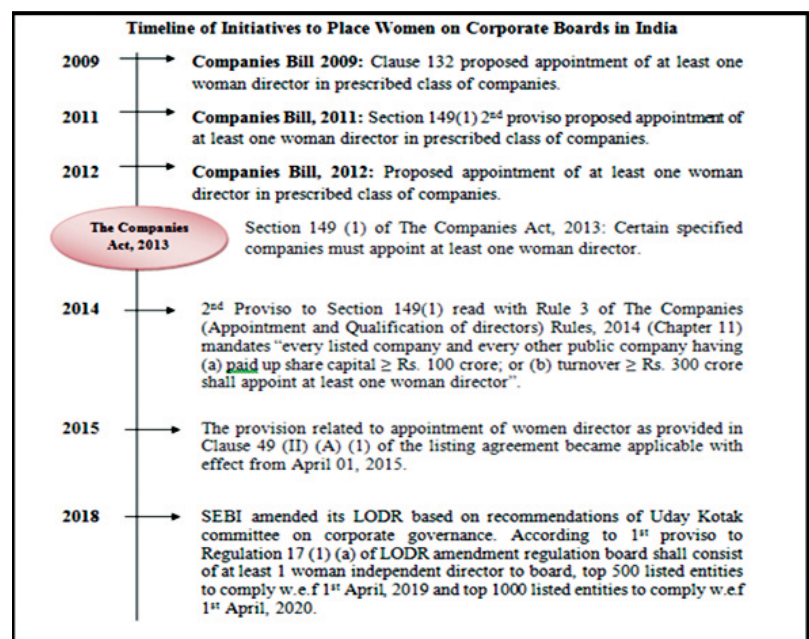 Timeline of Initiatives to Place Women on Corporate Boards in India
2009 Companies Bill 2009: Clause 132 proposed appointment of at least one
woman director in prescribed class of companies.
2011 Companies Bill, 2011: Section 149(1) 2nd proviso proposed appointment of
at least one woman director in prescribed class of companies.
2012 Companies Bill, 2012: Proposed appointment of at least one woman
director in prescribed class of companies.
The Companies
Act, 2013
Section 149 (1) of The Companies Act, 2013: Certain specified
companies must appoint at least one woman director.
2014 2nd Proviso to Section 149(1) read with Rule 3 of The Companies
(Appointment and Qualification of directors) Rules, 2014 (Chapter 11)
mandates “every listed company and every other public company having
(a) paid up share capital ≥ Rs. 100 crore; or (b) turnover ≥ Rs. 300 crore
shall appoint at least one woman director”.
2015 The provision related to appointment of women director as provided in
Clause 49 (II) (A) (1) of the listing agreement became applicable with
effect from April 01, 2015.
2018 SEBI amended its LODR based on recommendations of Uday Kotak
committee on corporate governance. According to 1st proviso to
Regulation 17 (1) (a) of LODR amendment regulation board shall consist
of at least 1 woman independent director to board, top 500 listed entities
to comply w.e.f 1st April, 2019 and top 1000 listed entities to comply w.e.f
1st April, 2020.